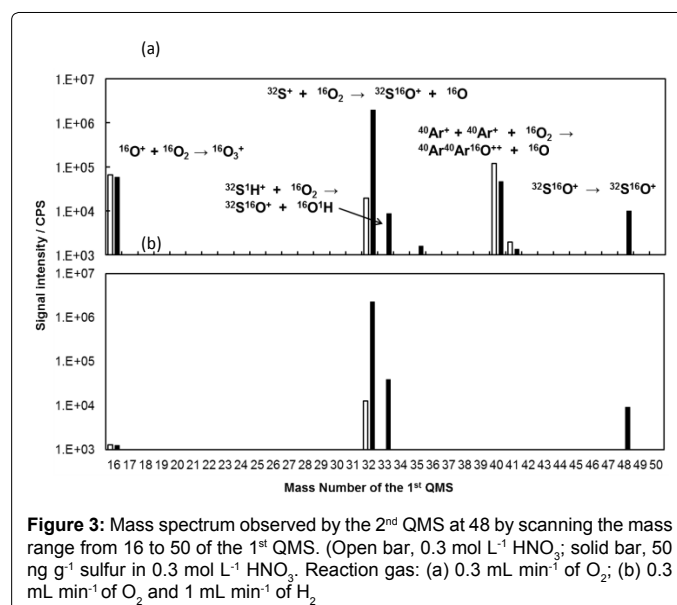 (a)
1.E+07
1.E+06
1.E+05
1.E+04
1.E+03
³²S⁺ + ¹⁶O₂ → ³²S¹⁶O⁺ + ¹⁶O
¹⁶O⁺ + ¹⁶O₂ → ¹⁶O₃⁺
⁴⁰Ar⁺ + ⁴⁰Ar⁺ + ¹⁶O₂ →
⁴⁰Ar⁴⁰Ar¹⁶O⁺⁺ + ¹⁶O
³²S¹H⁺ + ¹⁶O₂ →
³²S¹⁶O⁺ + ¹⁶O¹H
³²S¹⁶O⁺ → ³²S¹⁶O⁺
Signal intensity / CPS
(b)
1.E+07
1.E+06
1.E+05
1.E+04
1.E+03
16 17 18 19 20 21 22 23 24 25 26 27 28 29 30 31 32 33 34 35 36 37 38 39 40 41 42 43 44 45 46 47 48 49 50
Mass Number of the 1st QMS
Figure 3: Mass spectrum observed by the 2nd QMS at 48 by scanning the mass
range from 16 to 50 of the 1st QMS. (Open bar, 0.3 mol L⁻¹ HNO₃; solid bar, 50
ng g⁻¹ sulfur in 0.3 mol L⁻¹ HNO₃. Reaction gas: (a) 0.3 mL min⁻¹ of O₂; (b) 0.3
mL min⁻¹ of O₂ and 1 mL min⁻¹ of H₂